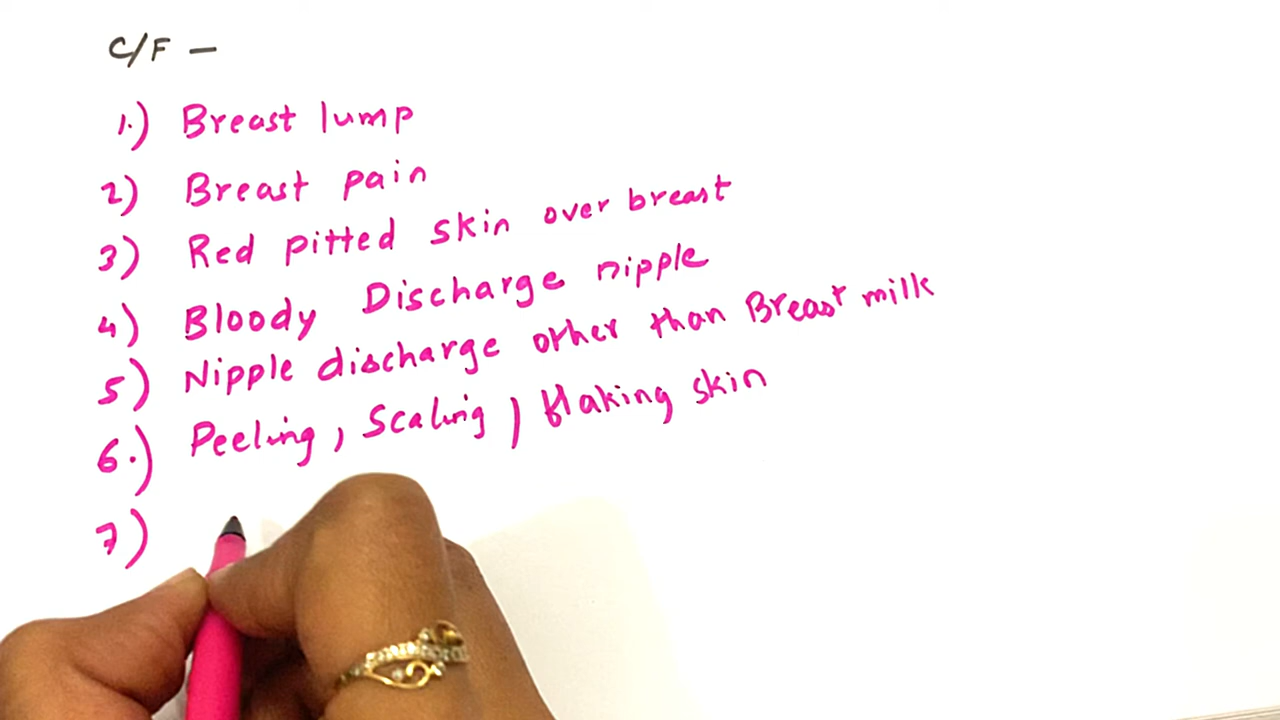 C/F -
1.) Breast lump
2) Breast pain
3) Red pitted skin over breast
4) Bloody Discharge nipple
5) Nipple discharge other than Breast milk
6.) Peeling, Scaling, flaking skin
7)